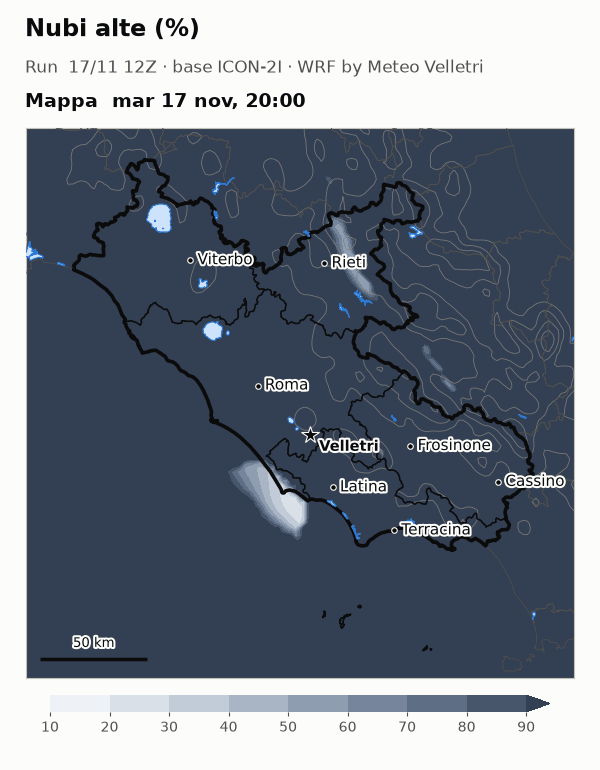 Nubi alte (%)
Run  17/11 12Z · base ICON-2I · WRF by Meteo Velletri
Mappa  mar 17 nov, 20:00
Viterbo
Rieti
Roma
Velletri
Frosinone
Latina
Cassino
Terracina
50 km
10 20 30 40 50 60 70 80 90